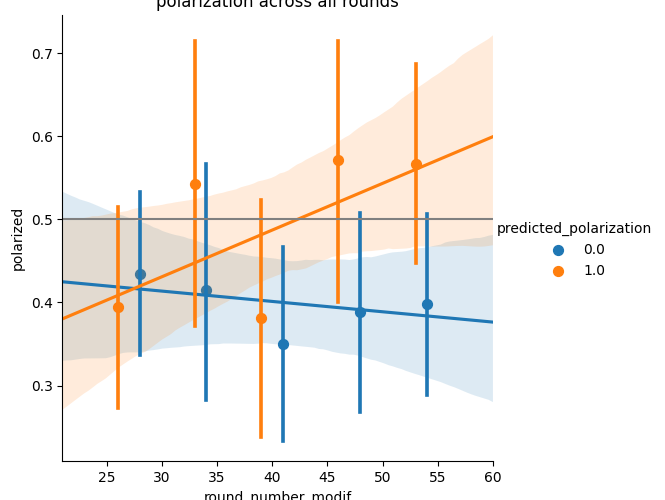 polarization across all rounds
0.7
0.6
0.5
0.4
0.3
polarized
25 30 35 40 45 50 55 60
round_number_modif
predicted_polarization
0.0
1.0